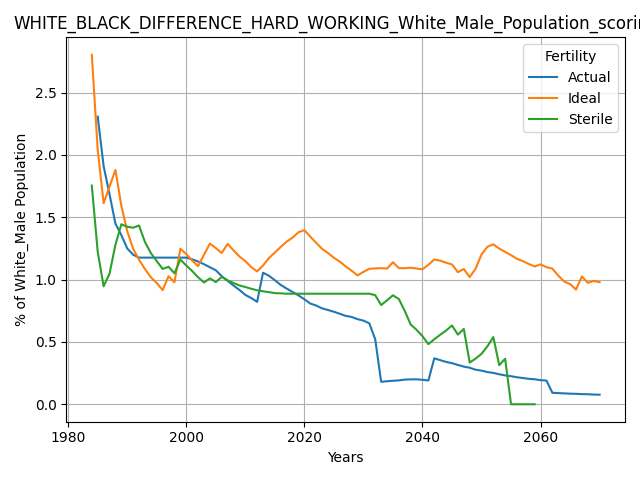 WHITE_BLACK_DIFFERENCE_HARD_WORKING_White_Male_Population_scorin
% of White_Male Population
2.5
2.0
1.5
1.0
0.5
0.0
Fertility
Actual
Ideal
Sterile
1980 2000 2020 2040 2060
Years